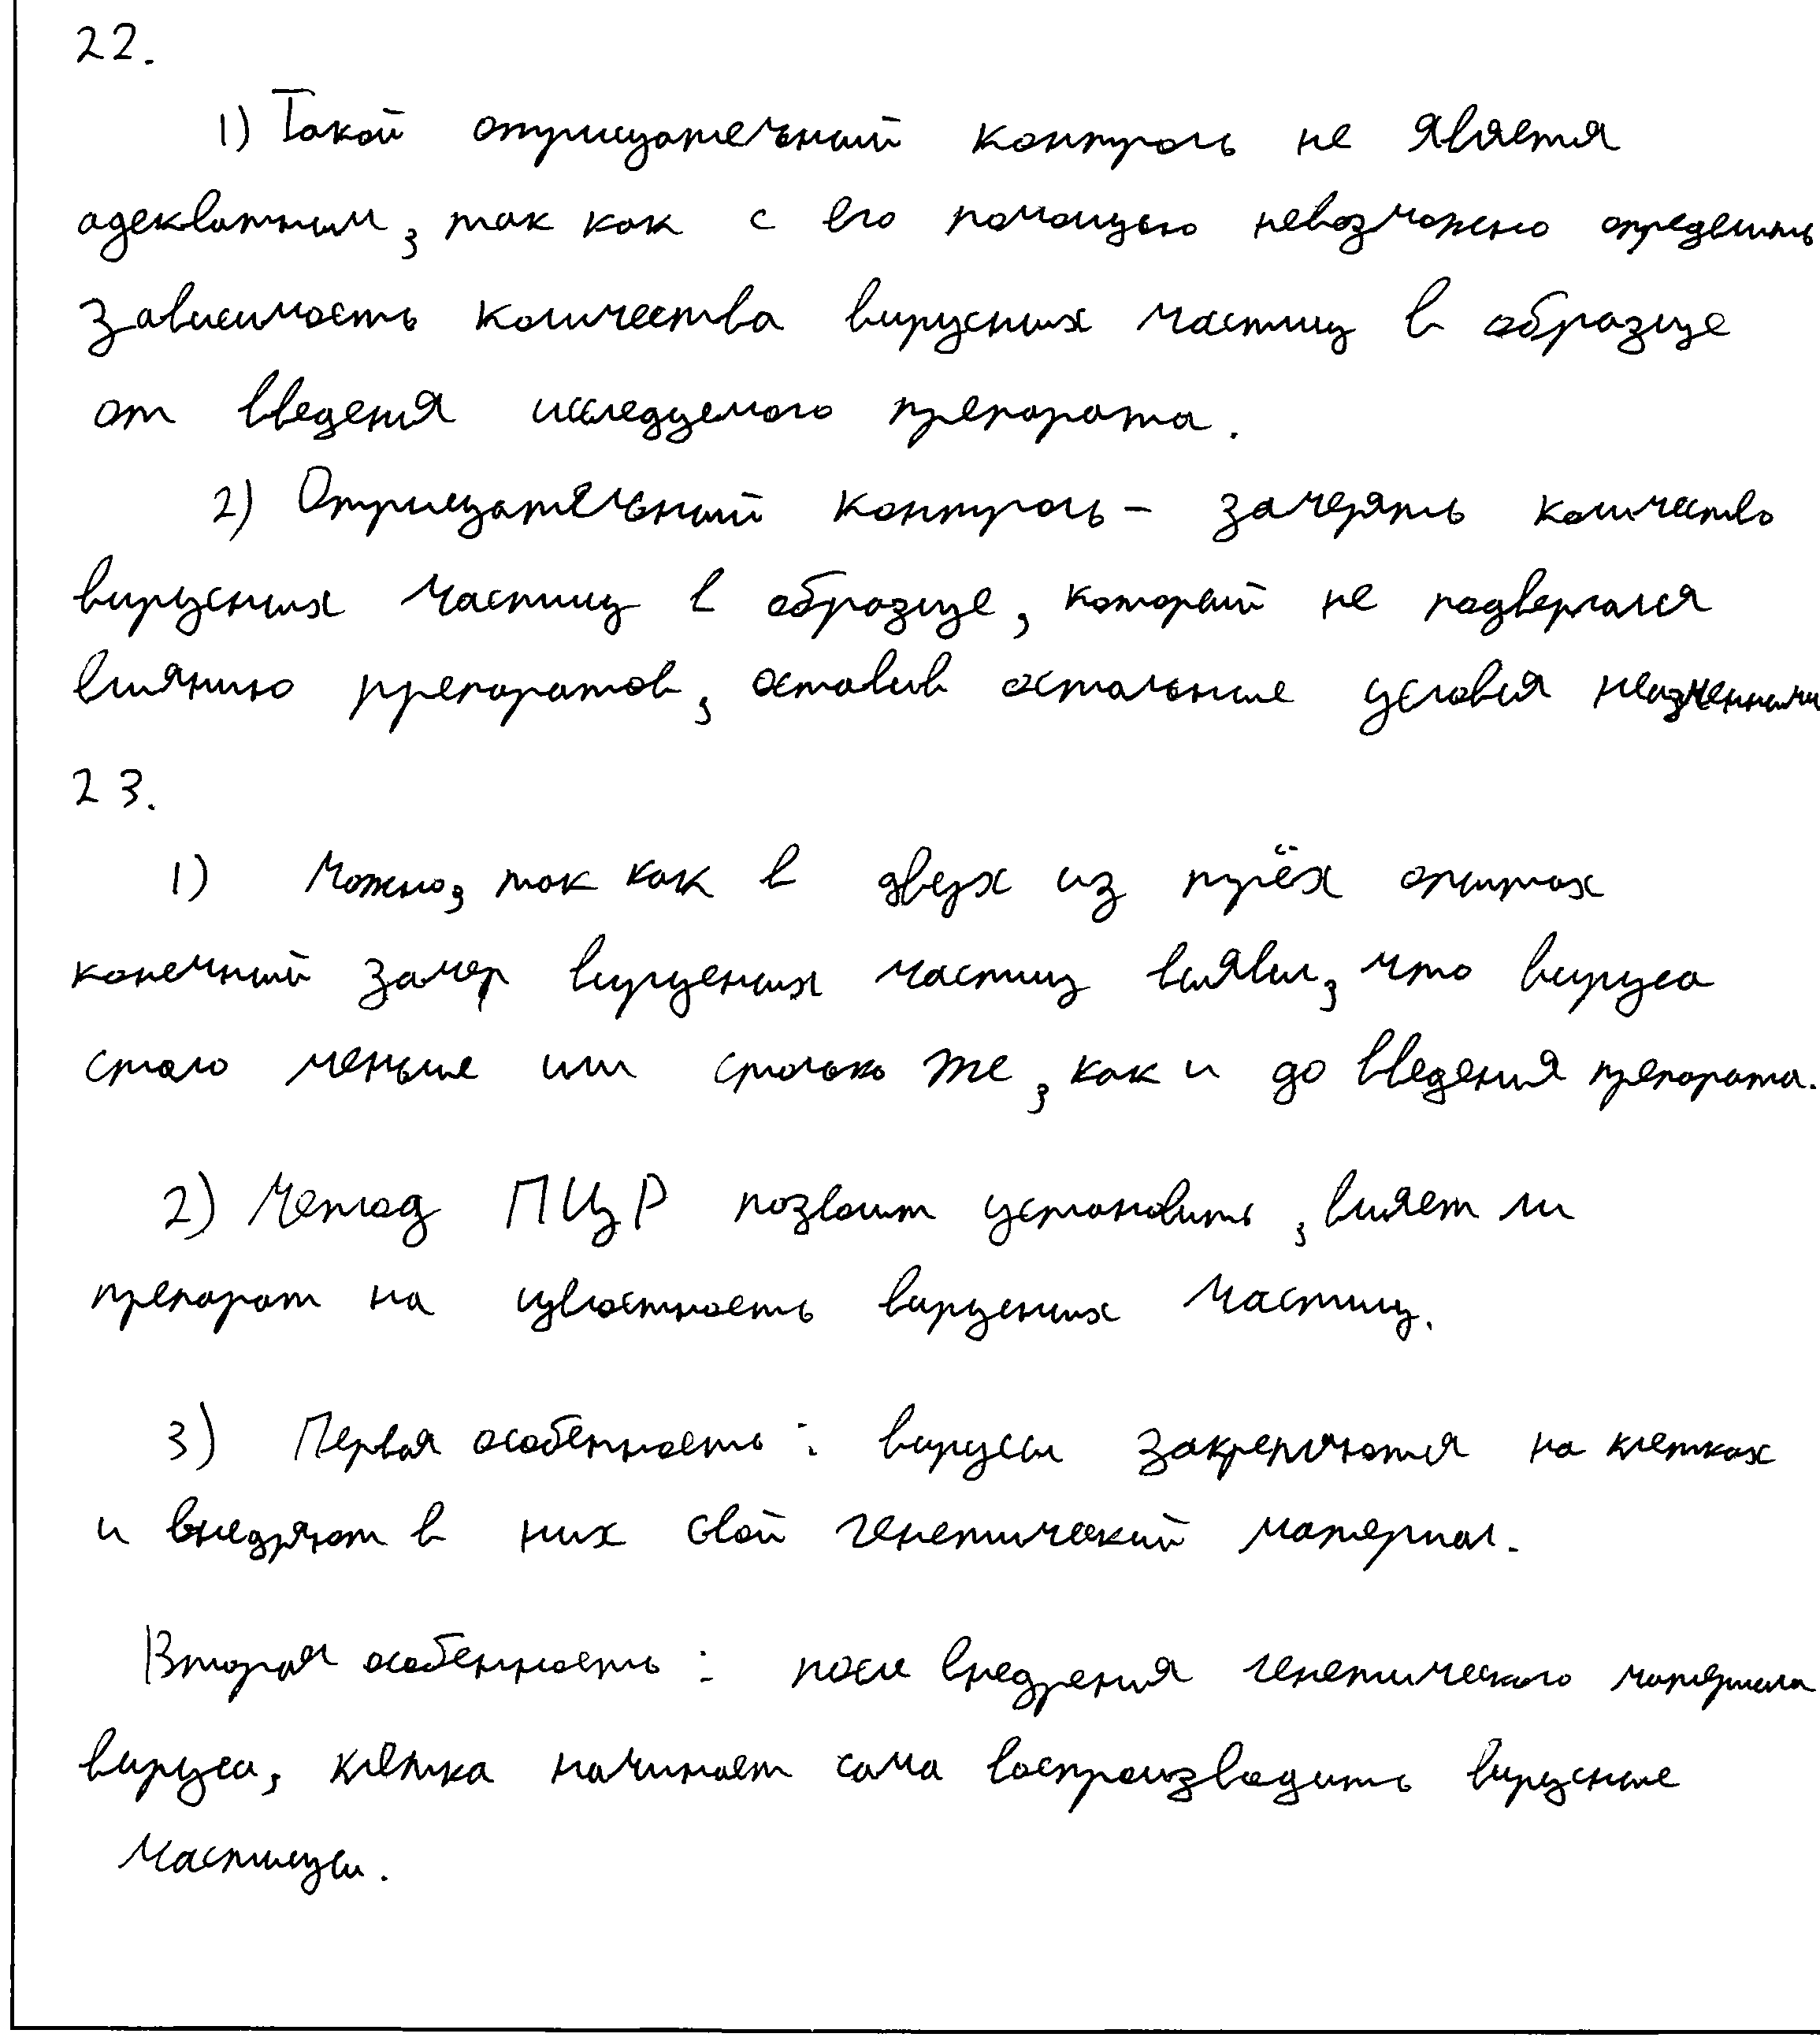 22.
1) Такой отрицательный контроль не является
адекватным, так как с его помощью невозможно определить
зависимость количества вирусных частиц в образце
от введения исследуемого препарата.
2) Отрицательный контроль – замерять количество
вирусных частиц в образце, который не подвергался
влиянию препаратов, оставив остальные условия неизменными
23.
1) Можно, так как в двух из трёх опытах
конечный замер вирусных частиц выявил, что вируса
стало меньше или столько же, как и до введения препарата.
2) Метод ПЦР позволит установить, влияет ли
препарат на целостность вирусных частиц.
3) Первая особенность: вирусы закрепляются на клетках
и внедряют в них свой генетический материал.
Вторая особенность: после внедрения генетического материала
вируса, клетка начинает сама воспроизводить вирусные
частицы.